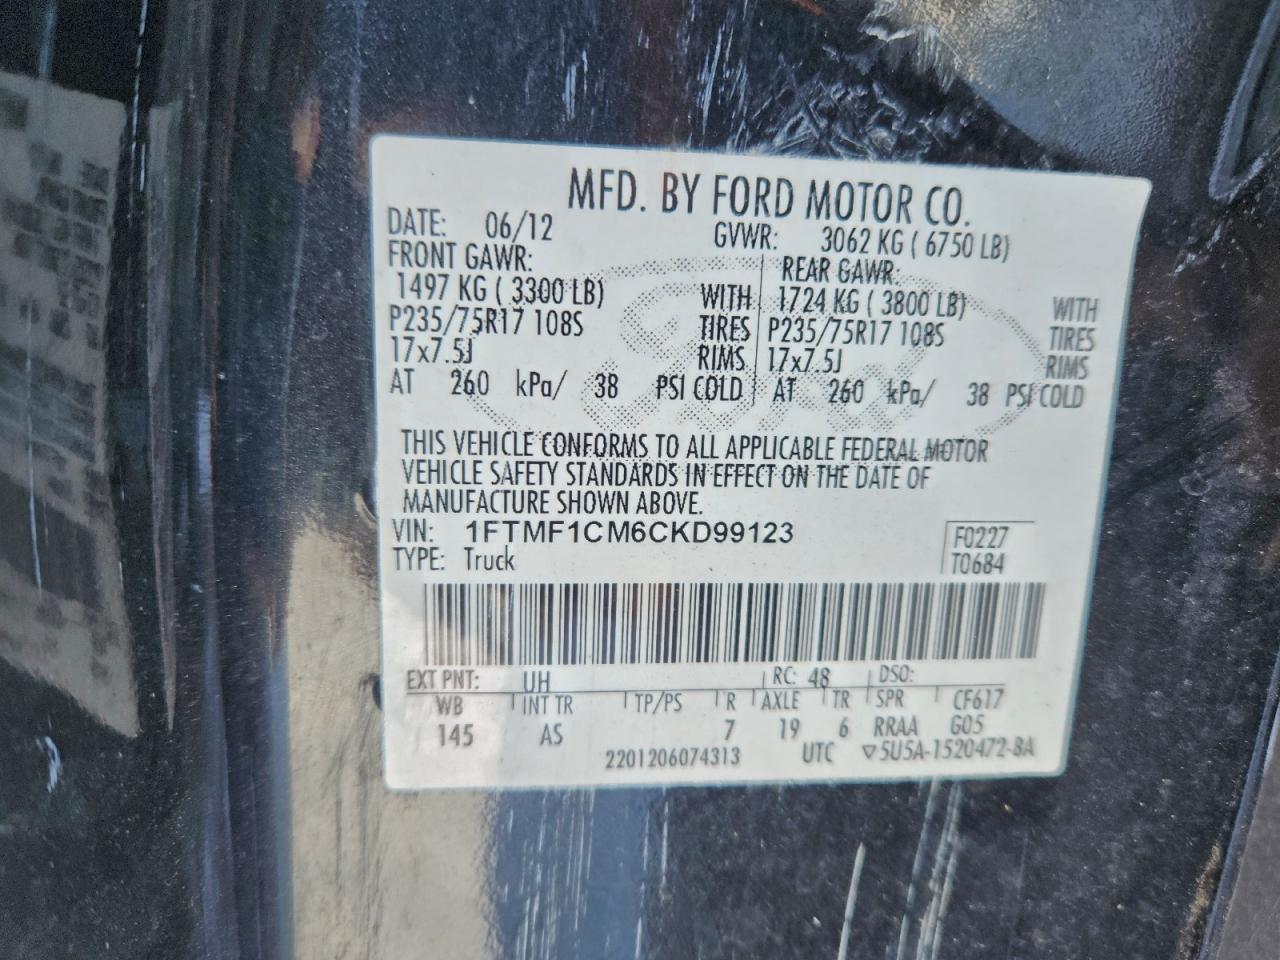 MFD. BY FORD MOTOR CO.
DATE: 06/12 GVWR: 3062 KG ( 6750 LB)
FRONT GAWR: REAR GAWR:
1497 KG ( 3300 LB) WITH 1724 KG ( 3800 LB) WITH
P235/75R17 108S TIRES P235/75R17 108S TIRES
17x7.5J RIMS 17x7.5J RIMS
AT 260 kPa/ 38 PSI COLD AT 260 kPa/ 38 PSI COLD
THIS VEHICLE CONFORMS TO ALL APPLICABLE FEDERAL MOTOR
VEHICLE SAFETY STANDARDS IN EFFECT ON THE DATE OF
MANUFACTURE SHOWN ABOVE.
VIN: 1FTMF1CM6CKD99123 F0227
TYPE: Truck T0684
EXT PNT: UH RC: 48 DSO:
WB INT TR TP/PS R AXLE TR SPR CF617
145 AS 7 19 6 RRAA G05
2201206074313 UTC ▽5U5A-1520472-BA